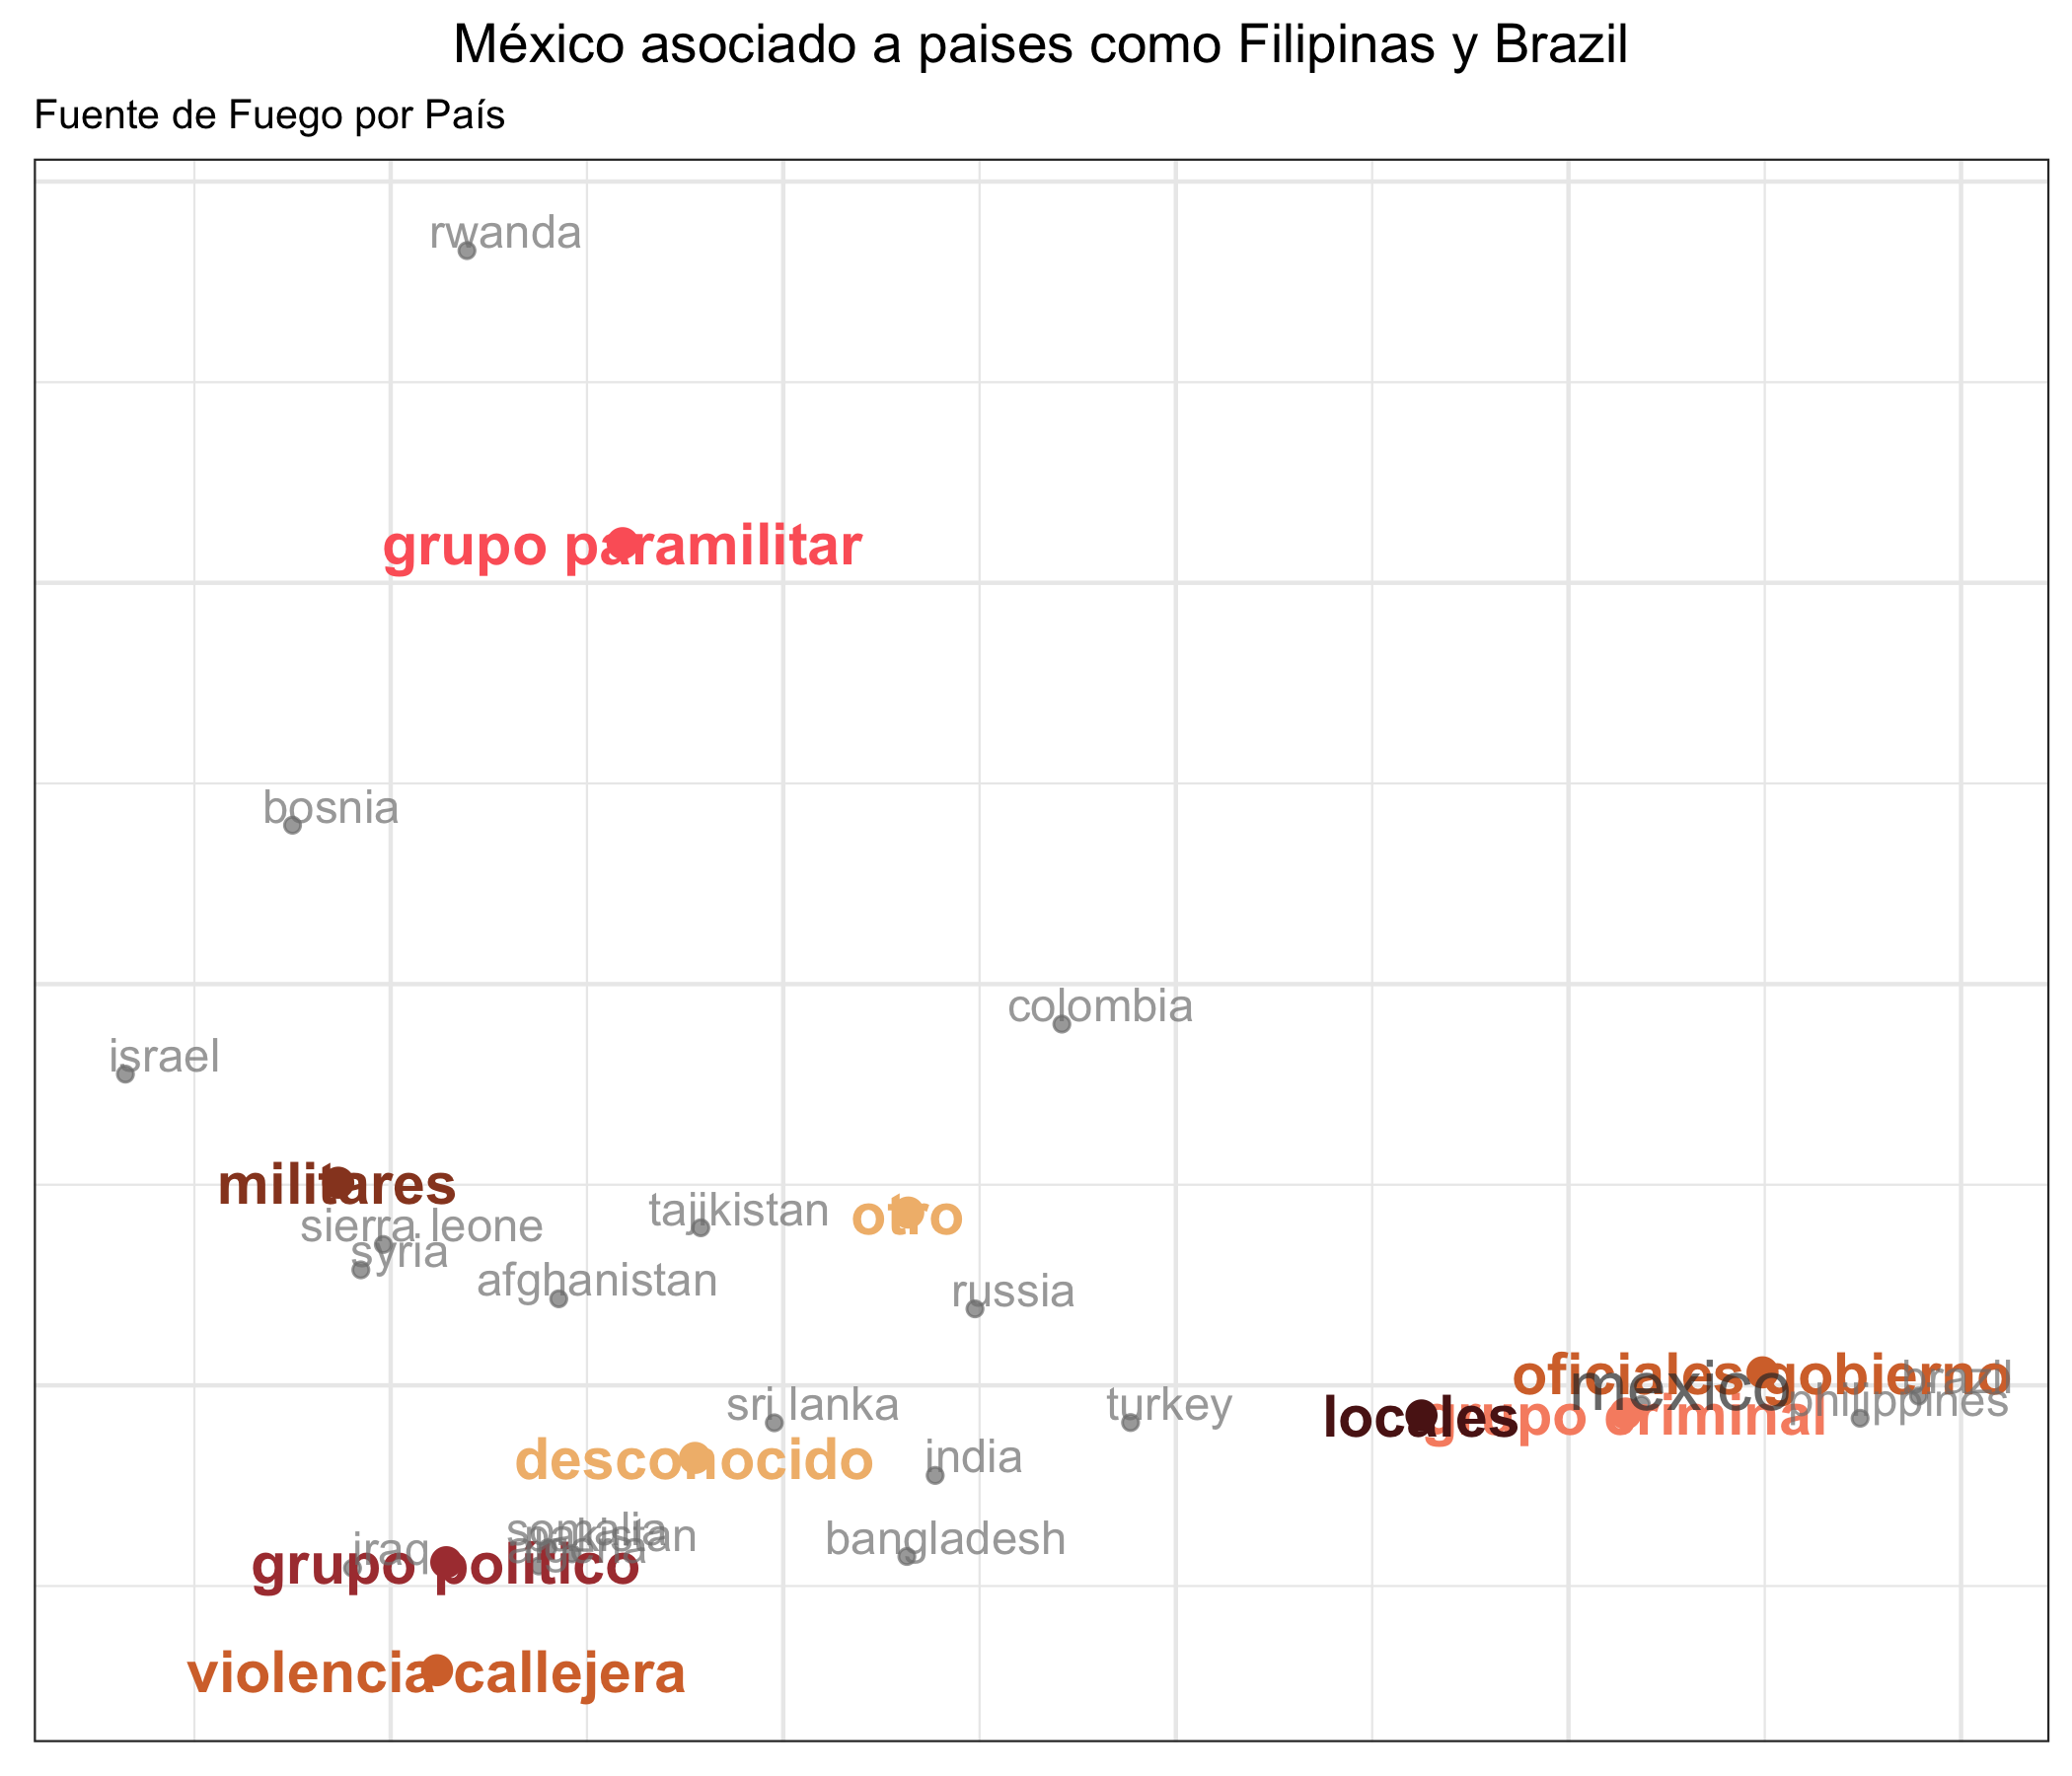 México asociado a paises como Filipinas y Brazil
Fuente de Fuego por País
rwanda
grupo paramilitar
bosnia
colombia
israel
militares
sierra leone
syria
tajikistan
otro
afghanistan
russia
oficiales gobierno
brazil
mexico
philippines
sri lanka
turkey
locales
grupo criminal
desconocido
india
somalia
pakistan
algeria
bangladesh
iraq
grupo político
violencia callejera